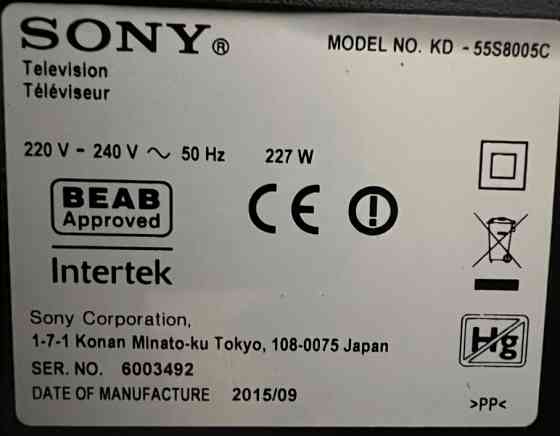 SONY®
MODEL NO. KD - 55S8005C
Television
Téléviseur
220 V - 240 V ~ 50 Hz 227 W
BEAB
Approved
Intertek
CE
Hg
Sony Corporation,
1-7-1 Konan Minato-ku Tokyo, 108-0075 Japan
SER. NO. 6003492
DATE OF MANUFACTURE 2015/09
>PP<